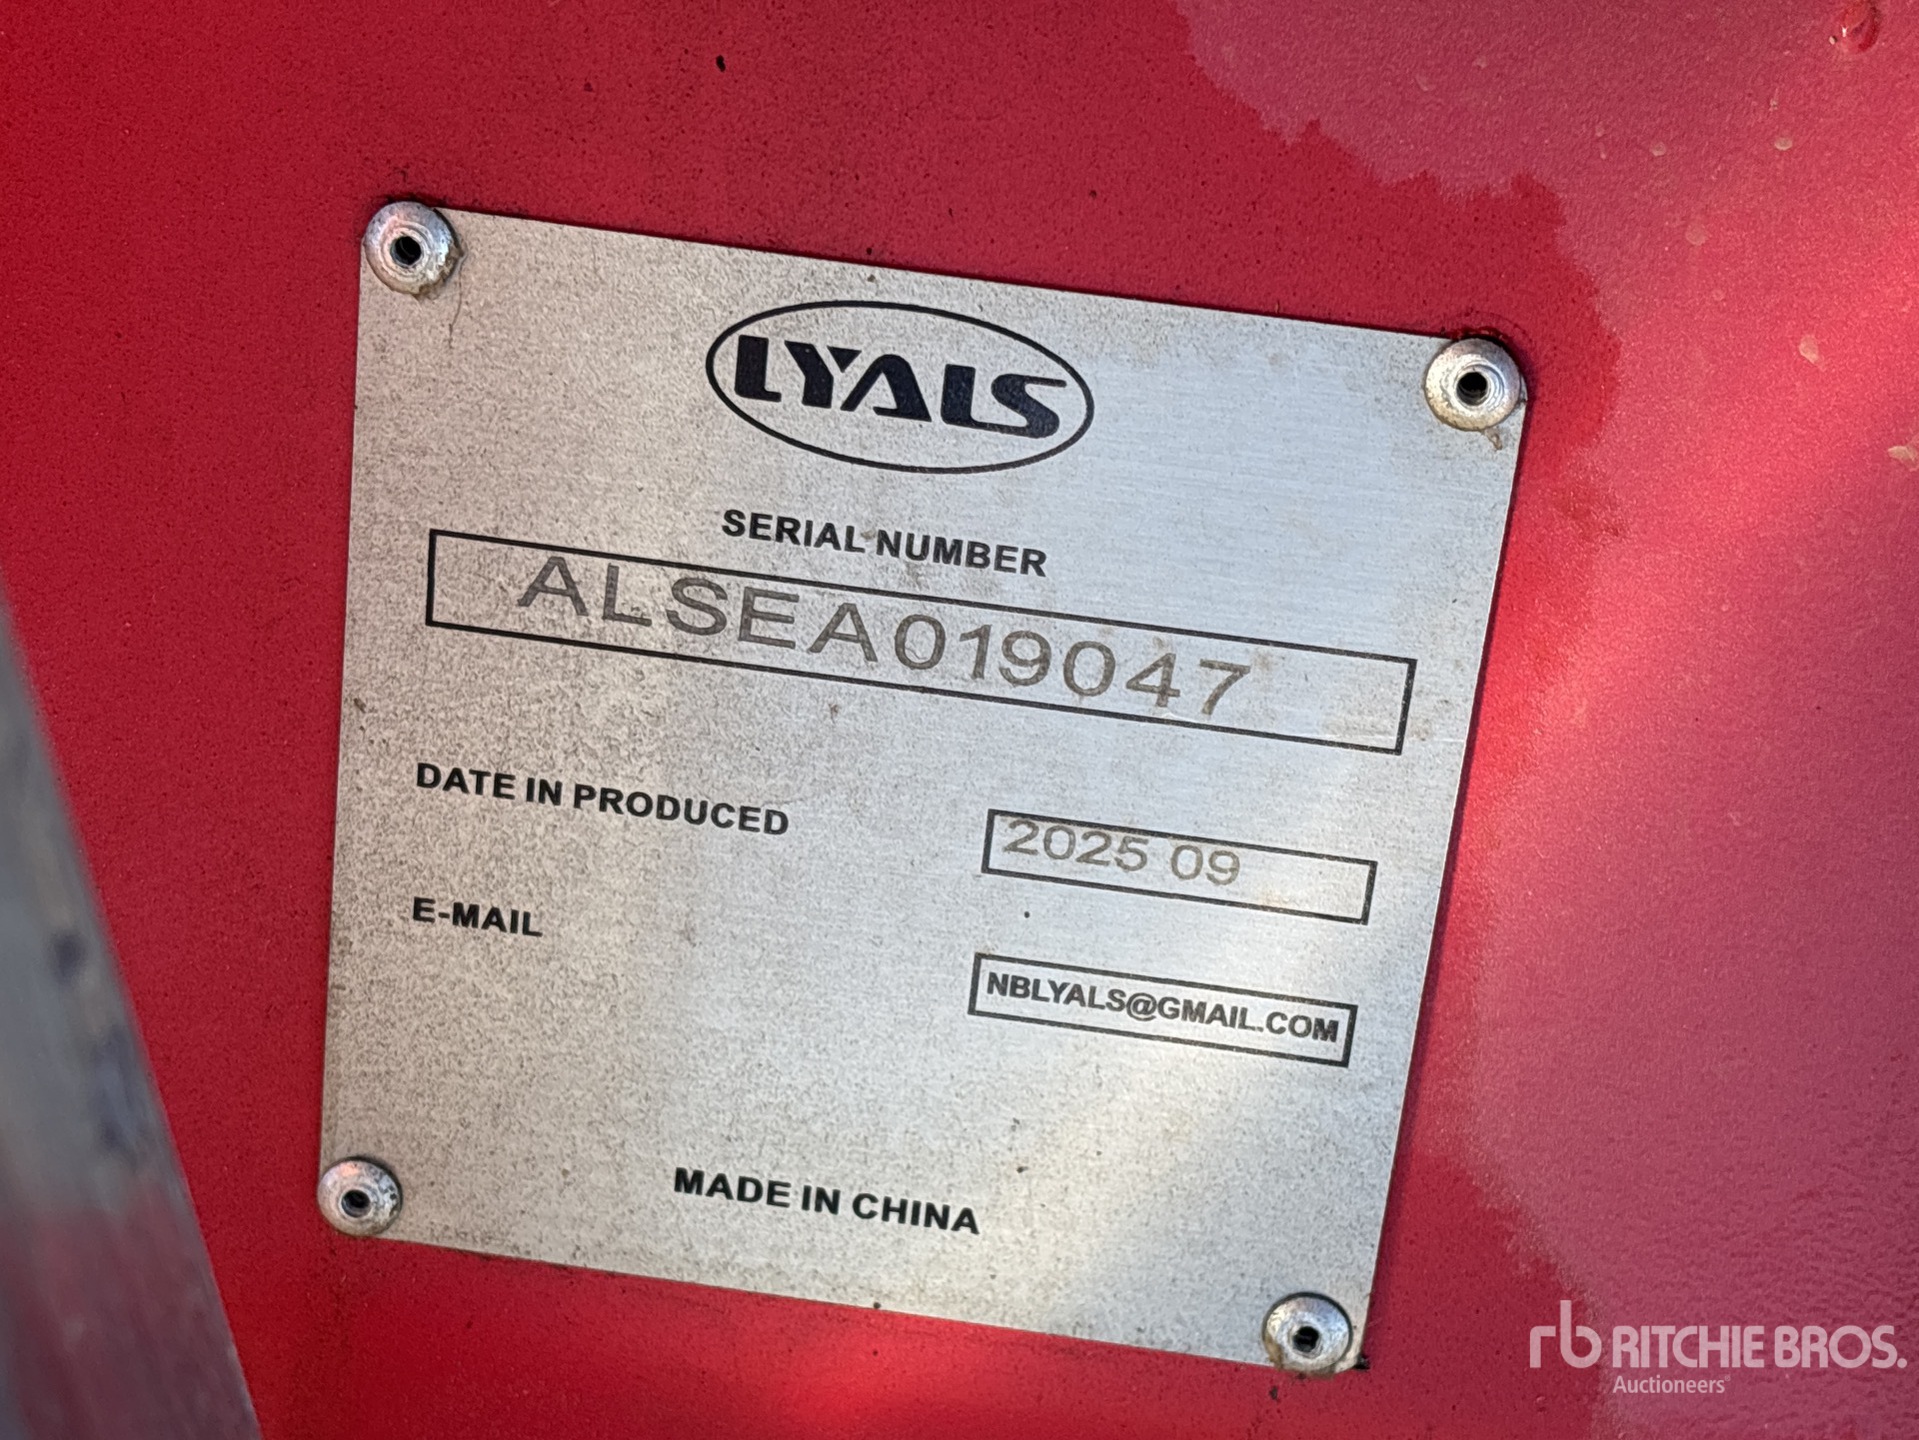 LYALS
SERIAL NUMBER
ALSEA019047
DATE IN PRODUCED
2025 09
E-MAIL
NBLYALS@GMAIL.COM
MADE IN CHINA
rb RITCHIE BROS.
Auctioneers